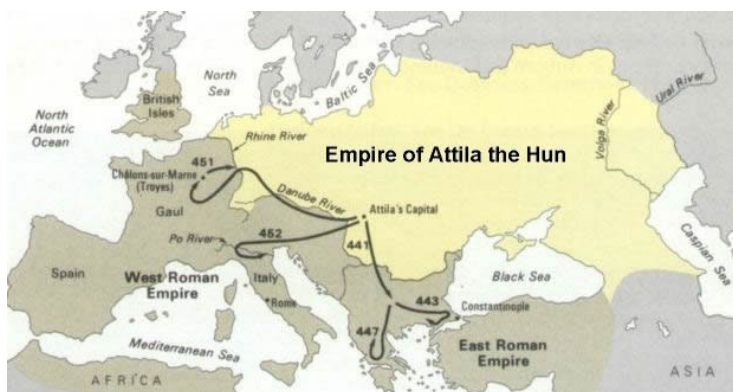 North
Sea
Baltic Sea
British
Isles
North
Atlantic
Ocean
Rhine River
Volga River
Ural River
Empire of Attila the Hun
451
Châlons-sur-Marne
(Troyes)
Danube River
Attila's Capital
Gaul
452
441
Po River
Caspian Sea
Spain
West Roman
Empire
Italy
Rome
Black Sea
443
Constantinople
447
East Roman
Empire
Mediterranean Sea
AFRICA
ASIA